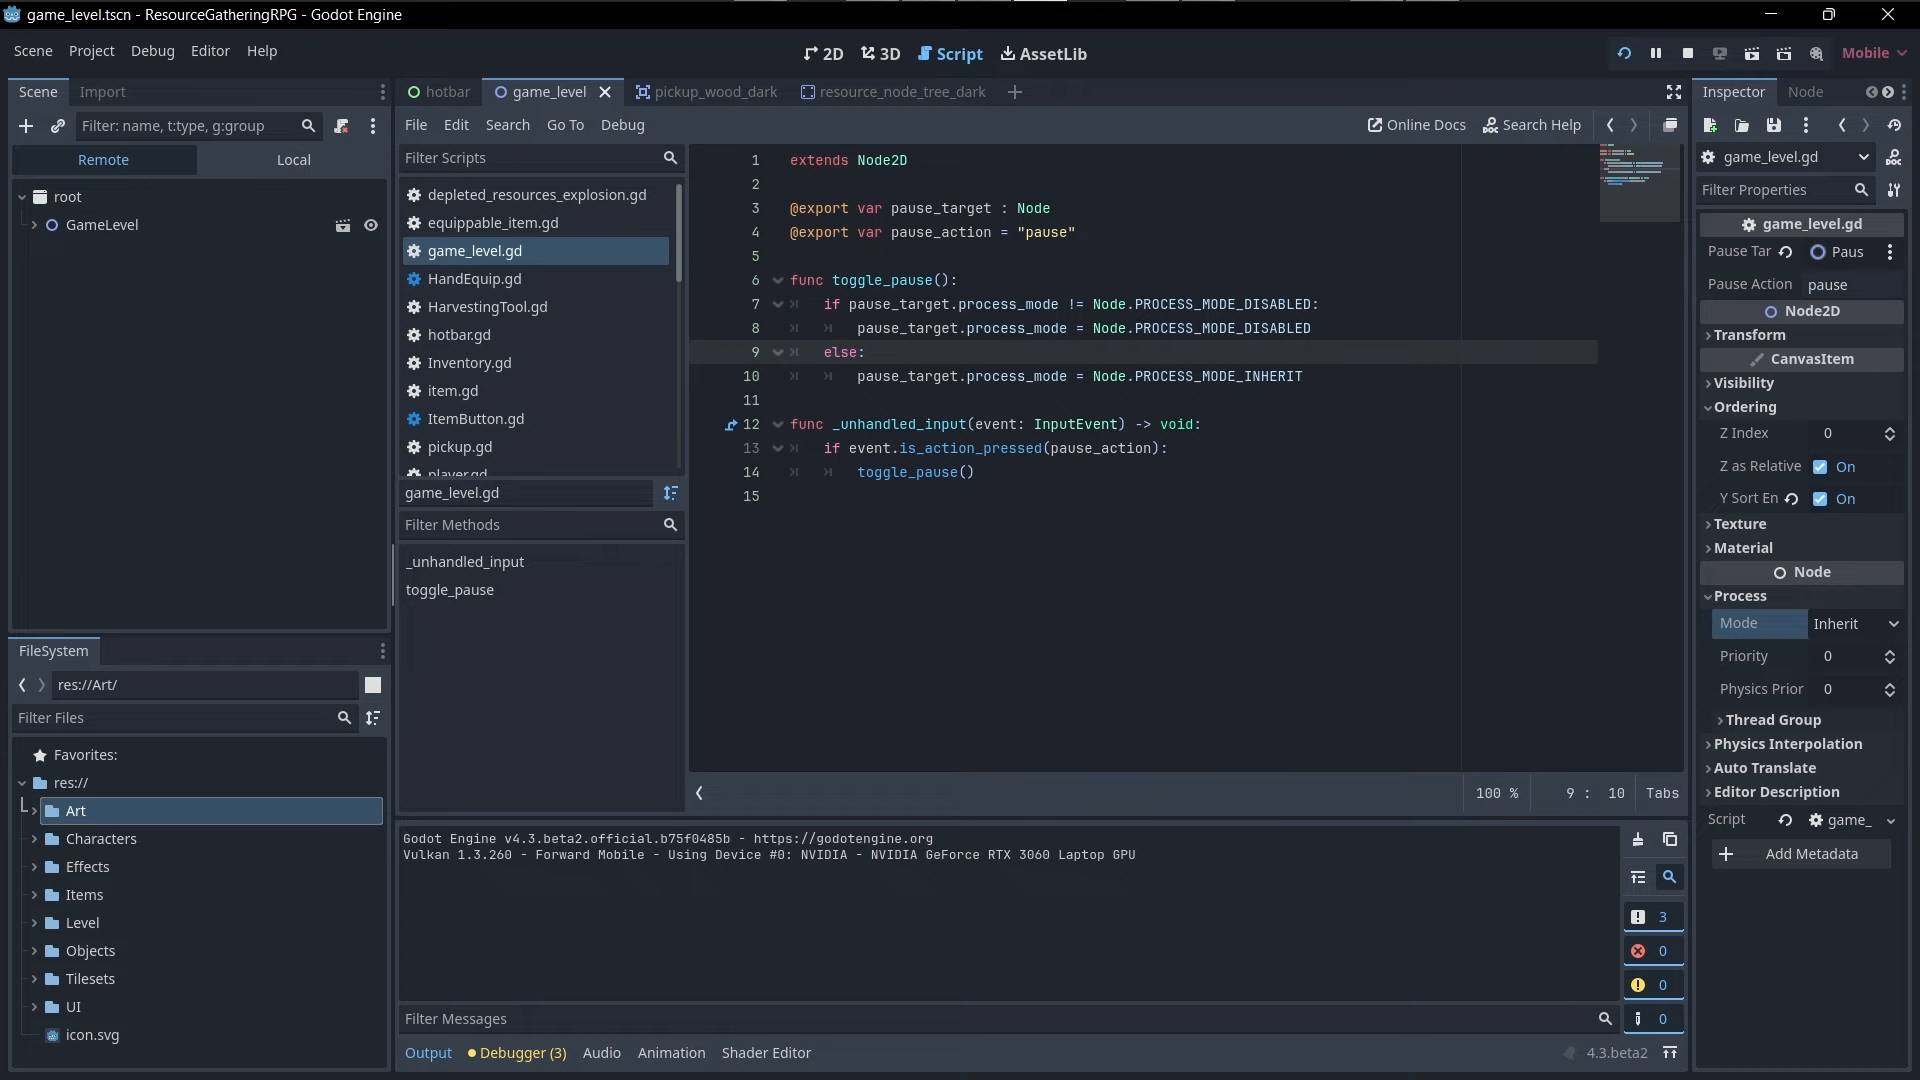 game_level.tscn - ResourceGatheringRPG - Godot Engine
Scene Project Debug Editor Help
2D 3D Script AssetLib
Mobile
Scene Import
Filter: name, t:type, g:group
Remote Local
root
GameLevel
FileSystem
res://Art/
Filter Files
Favorites:
res://
Art
Characters
Effects
Items
Level
Objects
Tilesets
UI
icon.svg
hotbar game_level pickup_wood_dark resource_node_tree_dark
File Edit Search Go To Debug
Online Docs Search Help
Filter Scripts
depleted_resources_explosion.gd
equippable_item.gd
game_level.gd
HandEquip.gd
HarvestingTool.gd
hotbar.gd
Inventory.gd
item.gd
ItemButton.gd
pickup.gd
player.gd
game_level.gd
Filter Methods
_unhandled_input
toggle_pause
1 extends Node2D
2
3 @export var pause_target : Node
4 @export var pause_action = "pause"
5
6 func toggle_pause():
7 if pause_target.process_mode != Node.PROCESS_MODE_DISABLED:
8 pause_target.process_mode = Node.PROCESS_MODE_DISABLED
9 else:
10 pause_target.process_mode = Node.PROCESS_MODE_INHERIT
11
12 func _unhandled_input(event: InputEvent) -> void:
13 if event.is_action_pressed(pause_action):
14 toggle_pause()
15
100 % 9 : 10 Tabs
Godot Engine v4.3.beta2.official.b75f0485b - https://godotengine.org
Vulkan 1.3.260 - Forward Mobile - Using Device #0: NVIDIA - NVIDIA GeForce RTX 3060 Laptop GPU
3
0
0
0
Filter Messages
Output Debugger (3) Audio Animation Shader Editor
4.3.beta2
Inspector Node
game_level.gd
Filter Properties
game_level.gd
Pause Tar Paus
Pause Action pause
Node2D
Transform
CanvasItem
Visibility
Ordering
Z Index 0
Z as Relative On
Y Sort En On
Texture
Material
Node
Process
Mode Inherit
Priority 0
Physics Prior 0
Thread Group
Physics Interpolation
Auto Translate
Editor Description
Script game_
Add Metadata